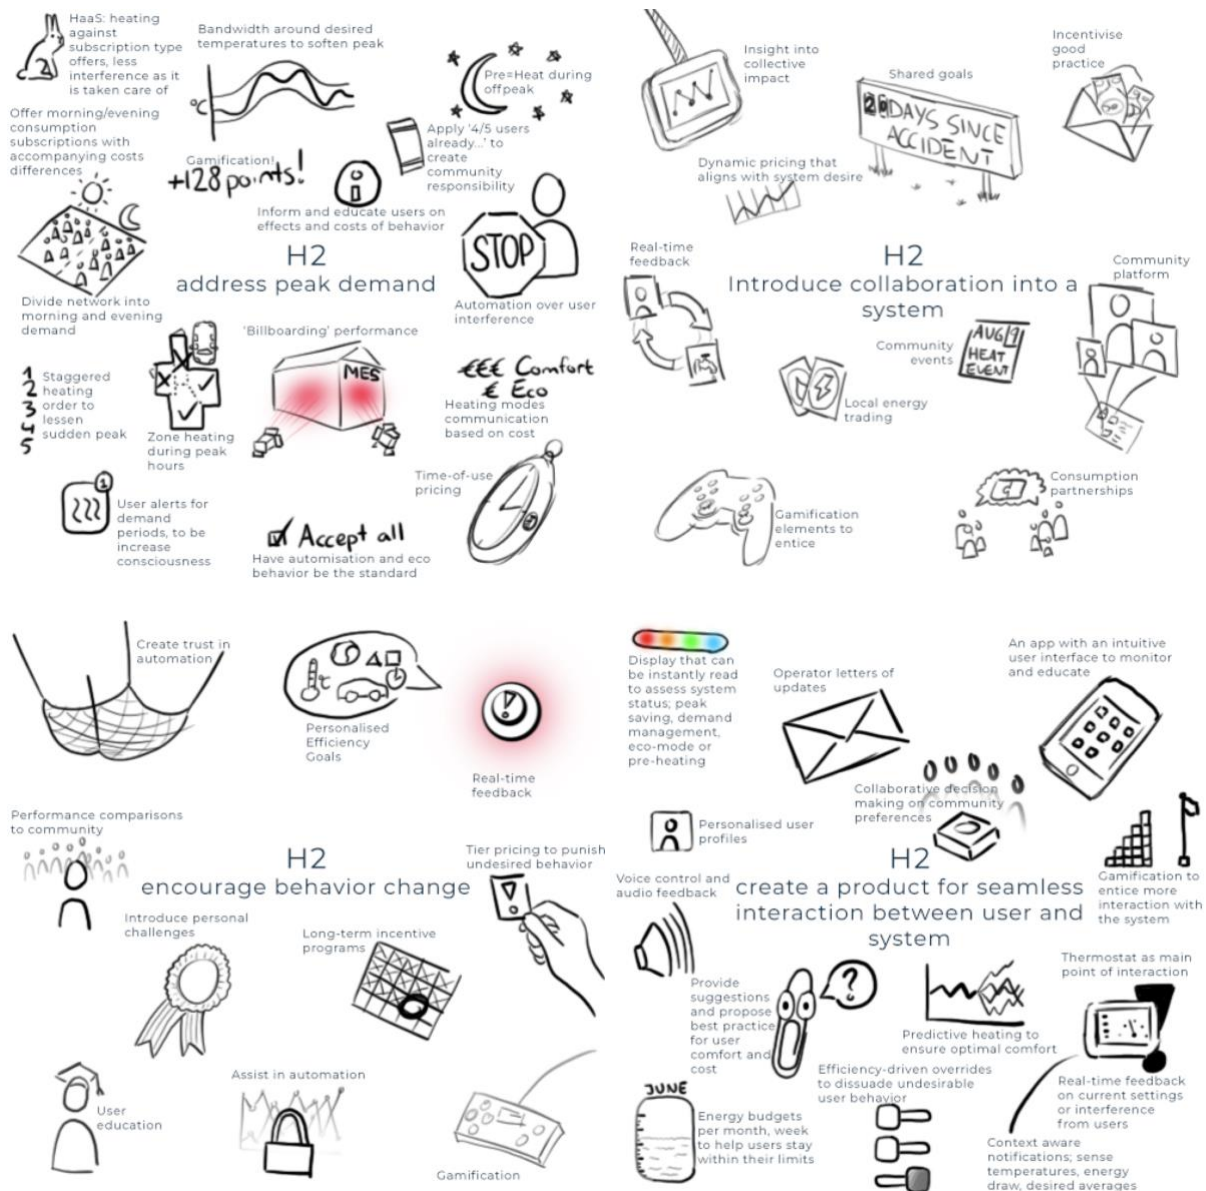 HaaS: heating
against
subscription type
offers, less
interference as it
is taken care of
Bandwidth around desired
temperatures to soften peak
°C
Pre=Heat during
offpeak
Offer morning/evening
consumption
subscriptions with
accompanying costs
differences
Gamification!
+128 points!
Apply '4/5 users
already...' to
create
community
responsibility
i
Inform and educate users on
effects and costs of behavior
STOP
H2
address peak demand
Divide network into
morning and evening
demand
Automation over user
interference
'Billboarding' performance
MES
1
2
3
4
5
Staggered
heating
order to
lessen
sudden peak
Zone heating
during peak
hours
€€€ Comfort
€ Eco
Heating modes
communication
based on cost
Time-of-use
pricing
1
User alerts for
demand
periods, to be
increase
consciousness
Accept all
Have automisation and eco
behavior be the standard
Insight into
collective
impact
Shared goals
20 DAYS SINCE
ACCIDENT
Incentivise
good
practice
Dynamic pricing that
aligns with system desire
Real-time
feedback
H2
Introduce collaboration into a
system
Community
platform
Community
events
AUG 9
HEAT
EVENT
Local energy
trading
Gamification
elements to
entice
Consumption
partnerships
Create trust in
automation
°C
Personalised
Efficiency
Goals
!
Real-time
feedback
Performance comparisons
to community
H2
encourage behavior change
Tier pricing to punish
undesired behavior
!
Introduce personal
challenges
Long-term incentive
programs
User
education
Assist in automation
Gamification
Display that can
be instantly read
to assess system
status; peak
saving, demand
management,
eco-mode or
pre-heating
Operator letters of
updates
An app with an intuitive
user interface to monitor
and educate
Collaborative decision
making on community
preferences
Personalised user
profiles
Voice control and
audio feedback
H2
create a product for seamless
interaction between user and
system
Gamification to
entice more
interaction with
the system
Provide
suggestions
and propose
best practice
for user
comfort and
cost
?
Predictive heating to
ensure optimal comfort
Thermostat as main
point of interaction
Efficiency-driven overrides
to dissuade undesirable
user behavior
Real-time feedback
on current settings
or interference
from users
JUNE
Energy budgets
per month, week
to help users stay
within their limits
Context aware
notifications; sense
temperatures, energy
draw, desired averages